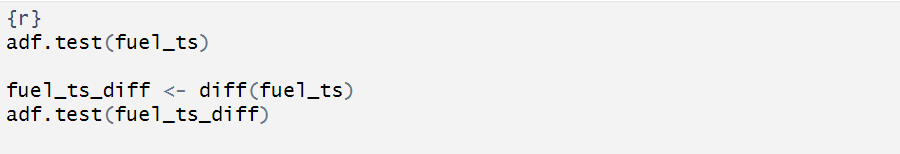 {r}
adf.test(fuel_ts)
fuel_ts_diff <- diff(fuel_ts)
adf.test(fuel_ts_diff)